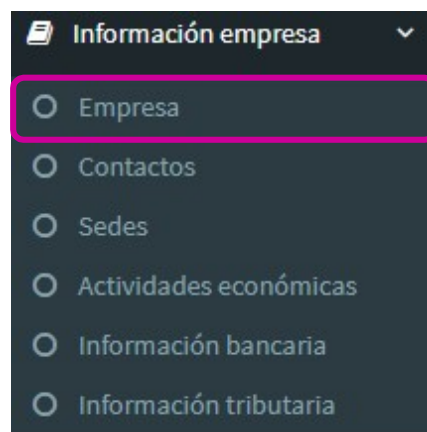 Información empresa
Empresa
Contactos
Sedes
Actividades económicas
Información bancaria
Información tributaria